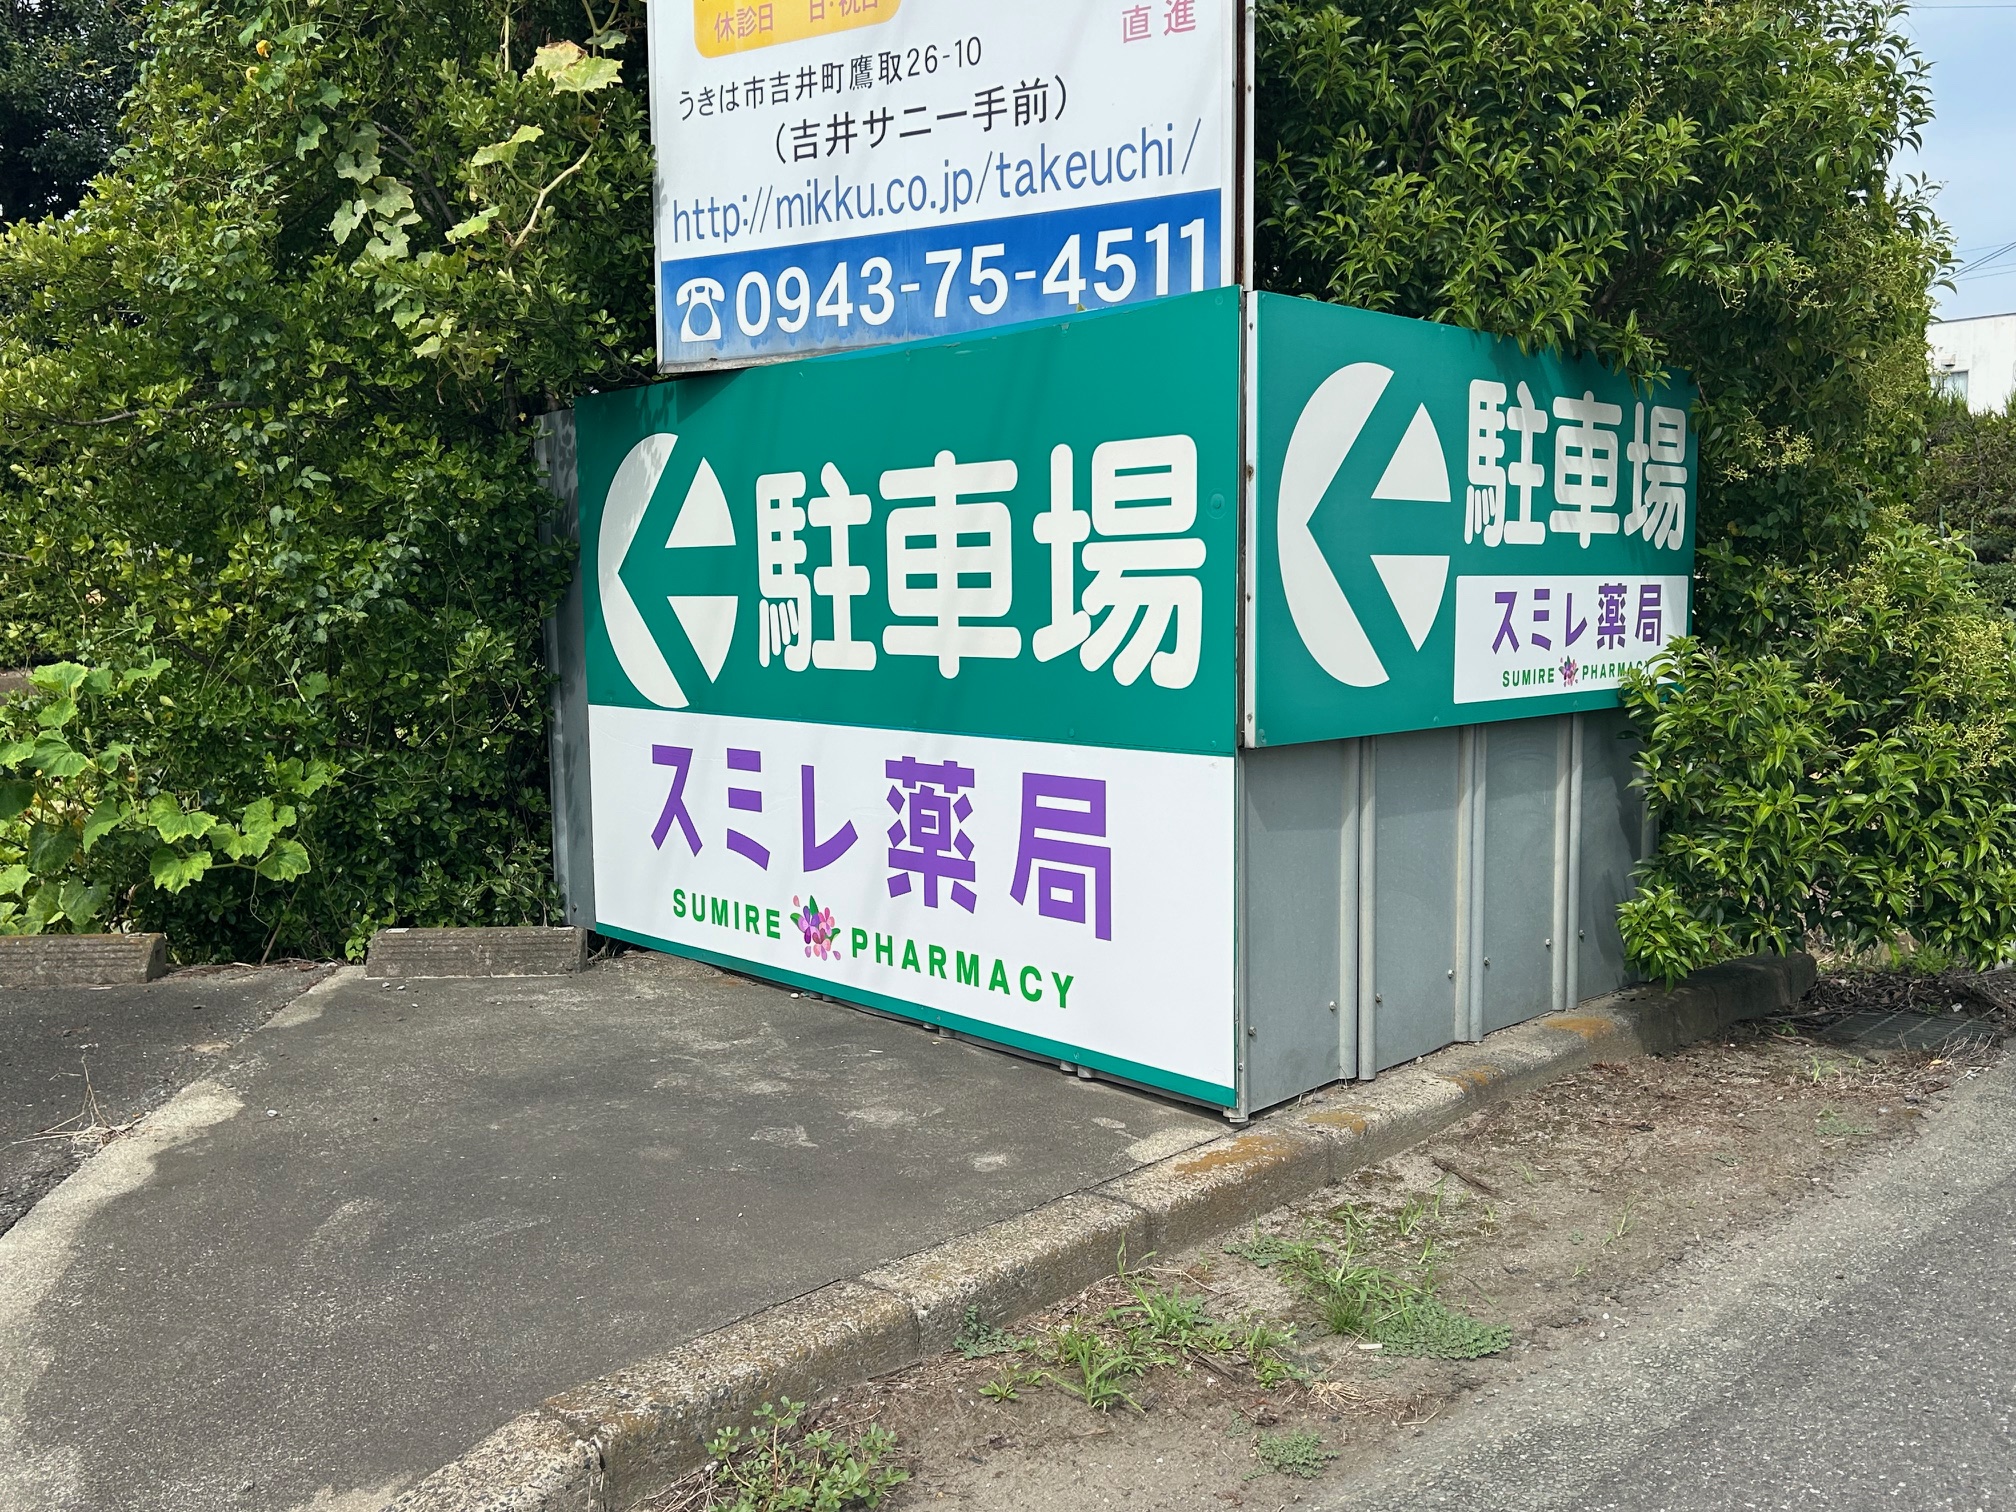 休診日 日・祝日
直進
うきは市吉井町鷹取26-10
(吉井サニー手前)
http://mikku.co.jp/takeuchi/
☎0943-75-4511
駐車場
スミレ薬局
SUMIRE PHARMACY
駐車場
スミレ薬局
SUMIRE PHARMACY